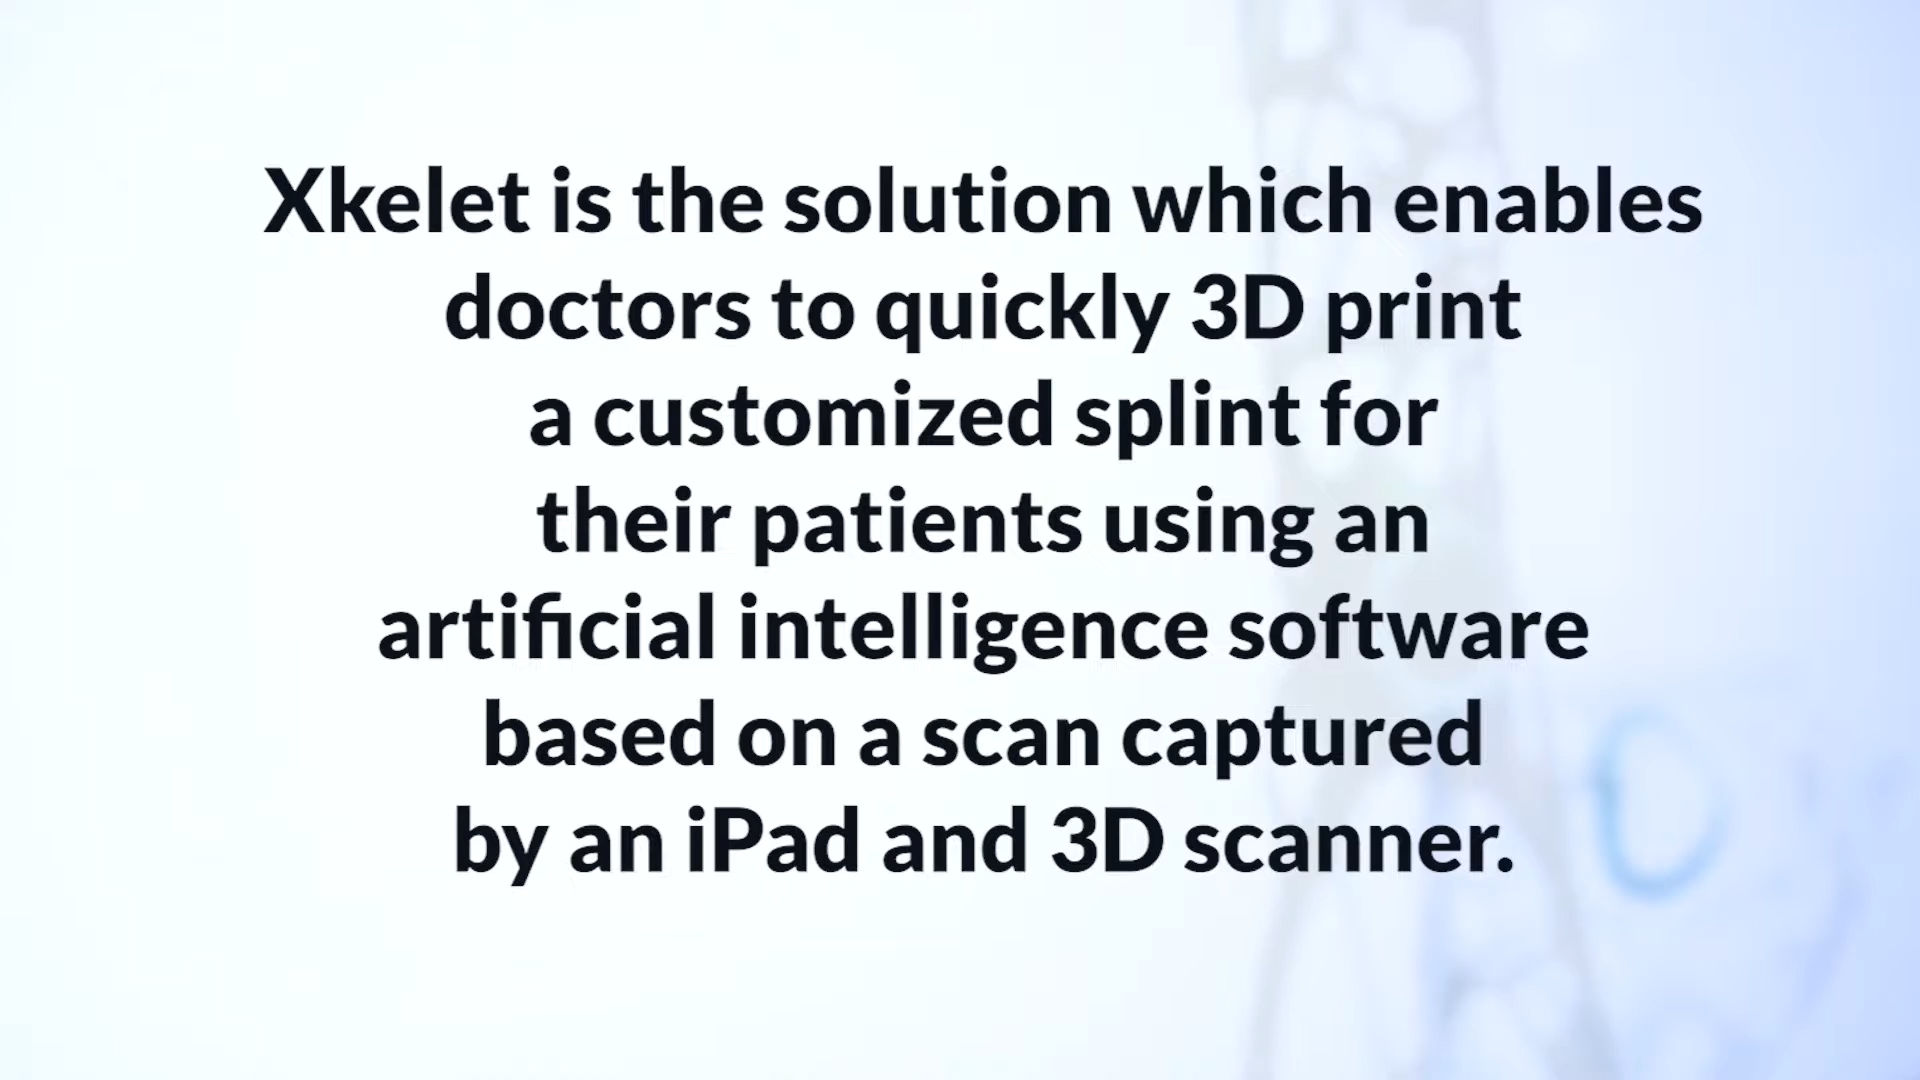 Xkelet is the solution which enables
doctors to quickly 3D print
a customized splint for
their patients using an
artificial intelligence software
based on a scan captured
by an iPad and 3D scanner.